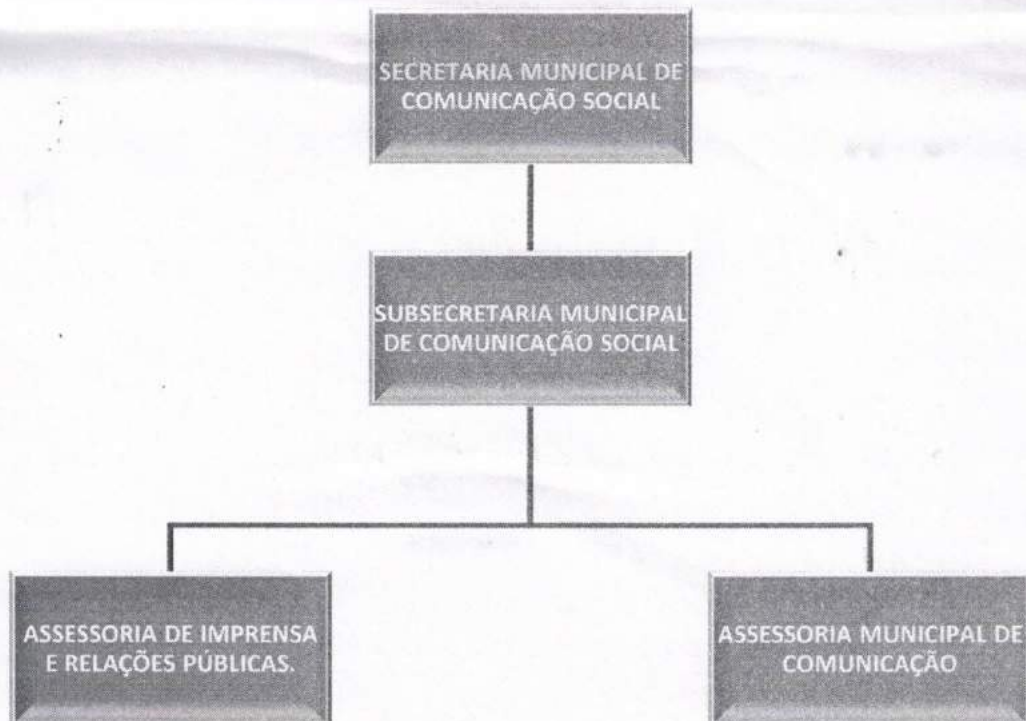 SECRETARIA MUNICIPAL DE
COMUNICAÇÃO SOCIAL
SUBSECRETARIA MUNICIPAL
DE COMUNICAÇÃO SOCIAL
ASSESSORIA DE IMPRENSA
E RELAÇÕES PÚBLICAS.
ASSESSORIA MUNICIPAL DE
COMUNICAÇÃO